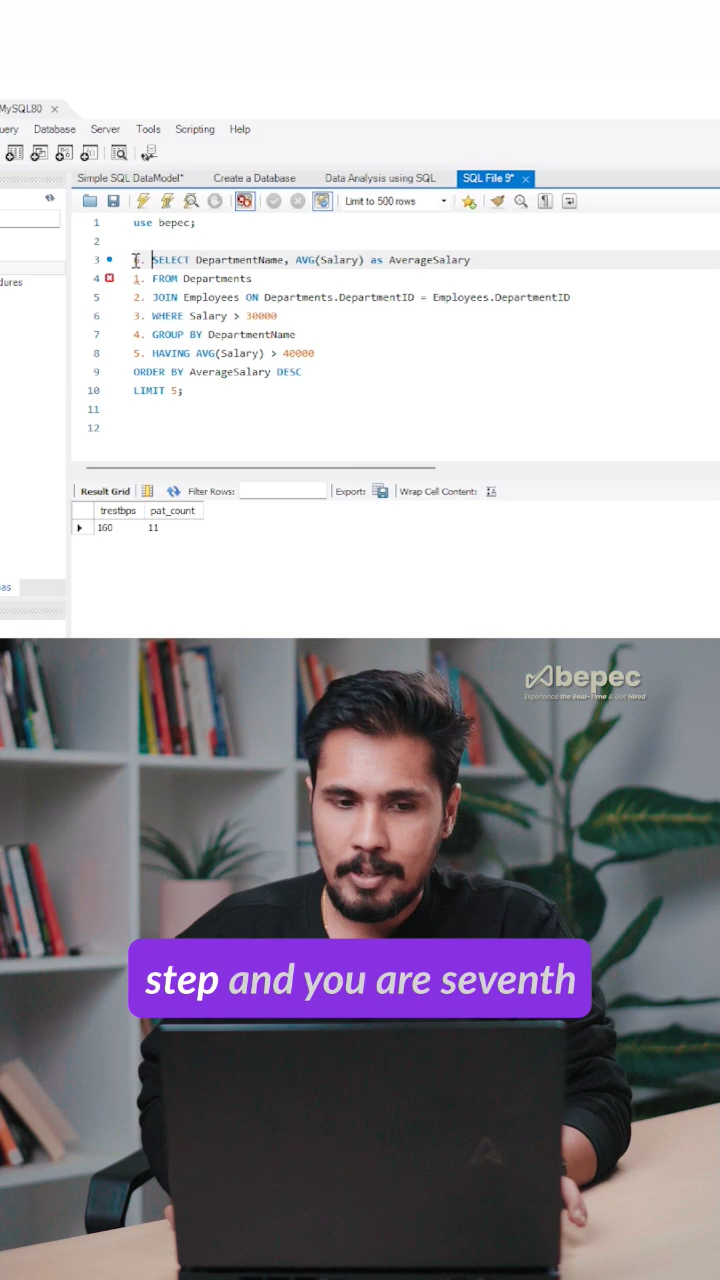 MySQL80 ×
uery Database Server Tools Scripting Help
Simple SQL DataModel* Create a Database Data Analysis using SQL SQL File 9* ×
Limit to 500 rows
1 use bepec;
2
3 6. SELECT DepartmentName, AVG(Salary) as AverageSalary
4 1. FROM Departments
dures
5 2. JOIN Employees ON Departments.DepartmentID = Employees.DepartmentID
6 3. WHERE Salary > 30000
7 4. GROUP BY DepartmentName
8 5. HAVING AVG(Salary) > 40000
9 ORDER BY AverageSalary DESC
10 LIMIT 5;
11
12
Result Grid Filter Rows: Export: Wrap Cell Content:
trestbps pat_count
160 11
as
bepec
Experience the Real-Time & Get Hired
step and you are seventh